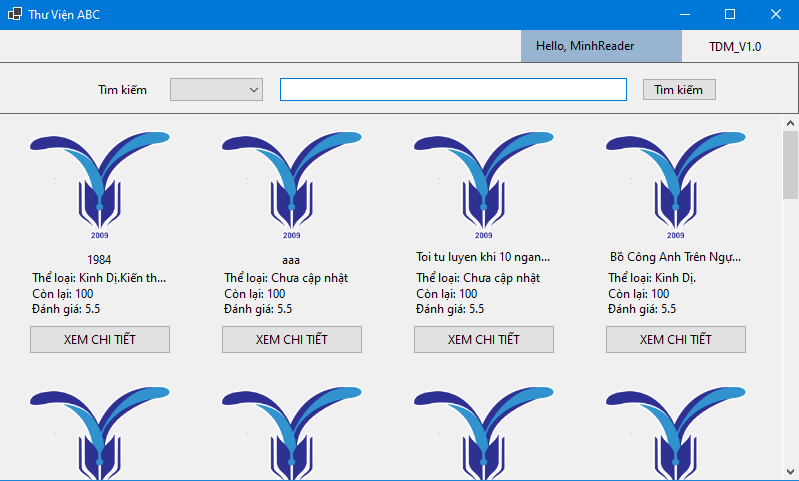 Thư Viện ABC
Hello, MinhReader
TDM_V1.0
Tìm kiếm
Tìm kiếm
2009
2009
2009
2009
1984
aaa
Toi tu luyen khi 10 ngan...
Bồ Công Anh Trên Ngự...
Thể loại: Kinh Dị.Kiến th...
Thể loại: Chưa cập nhật
Thể loại: Chưa cập nhật
Thể loại: Kinh Dị.
Còn lại: 100
Còn lại: 100
Còn lại: 100
Còn lại: 100
Đánh giá: 5.5
Đánh giá: 5.5
Đánh giá: 5.5
Đánh giá: 5.5
XEM CHI TIẾT
XEM CHI TIẾT
XEM CHI TIẾT
XEM CHI TIẾT